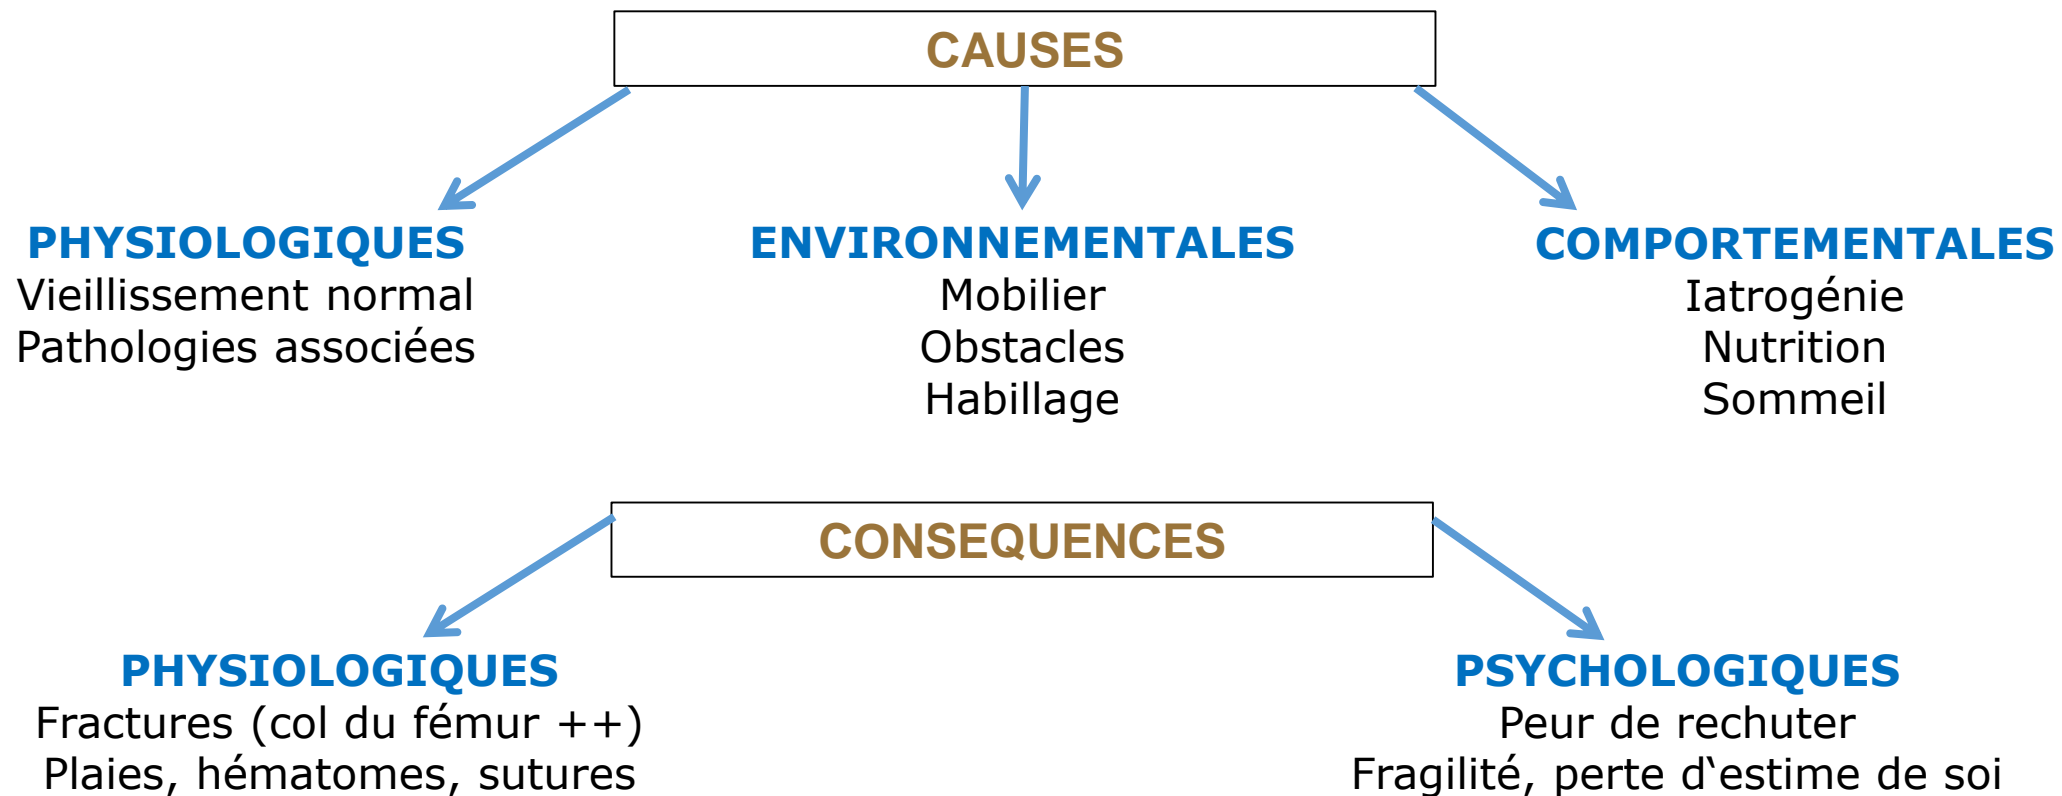 CAUSES
PHYSIOLOGIQUES
Vieillissement normal
Pathologies associées
ENVIRONNEMENTALES
Mobilier
Obstacles
Habillage
COMPORTEMENTALES
Iatrogénie
Nutrition
Sommeil
CONSEQUENCES
PHYSIOLOGIQUES
Fractures (col du fémur ++)
Plaies, hématomes, sutures
PSYCHOLOGIQUES
Peur de rechuter
Fragilité, perte d‘estime de soi